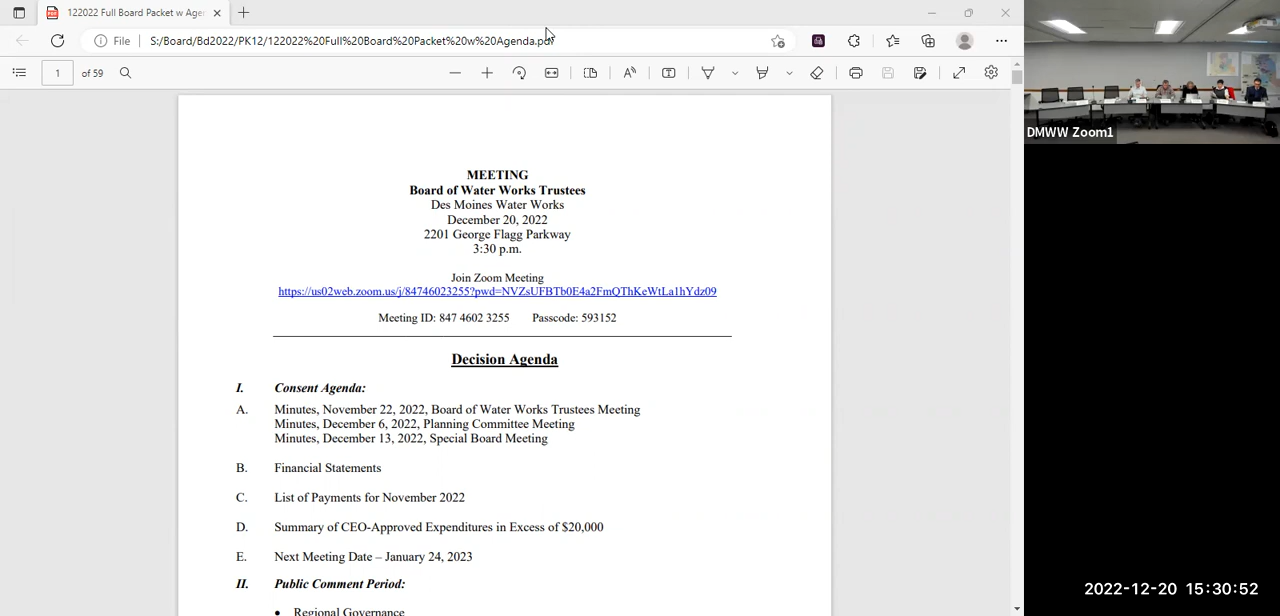 122022 Full Board Packet w Agen
File
S:/Board/Bd2022/PK12/122022%20Full%20Board%20Packet%20w%20Agenda.pdf
1 of 59
DMWW Zoom1
MEETING
Board of Water Works Trustees
Des Moines Water Works
December 20, 2022
2201 George Flagg Parkway
3:30 p.m.
Join Zoom Meeting
https://us02web.zoom.us/j/84746023255?pwd=NVZsUFBTb0E4a2FmQThKeWtLa1hYdz09
Meeting ID: 847 4602 3255 Passcode: 593152
Decision Agenda
I. Consent Agenda:
A. Minutes, November 22, 2022, Board of Water Works Trustees Meeting
Minutes, December 6, 2022, Planning Committee Meeting
Minutes, December 13, 2022, Special Board Meeting
B. Financial Statements
C. List of Payments for November 2022
D. Summary of CEO-Approved Expenditures in Excess of $20,000
E. Next Meeting Date – January 24, 2023
II. Public Comment Period:
• Regional Governance
2022-12-20 15:30:52